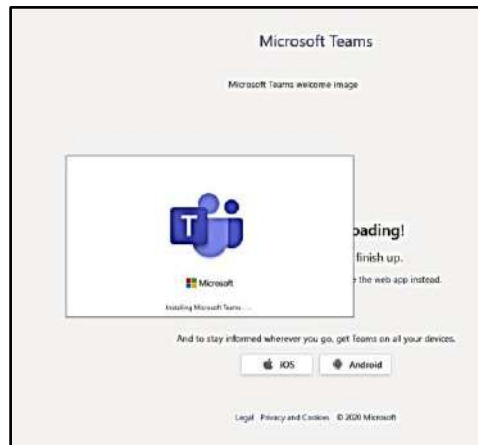 Microsoft Teams
Microsoft Teams welcome image
T
Microsoft
Installing Microsoft Teams ...
oading!
finish up.
the web app instead.
And to stay informed wherever you go, get Teams on all your devices.
iOS
Android
Legal Privacy and Cookies © 2020 Microsoft